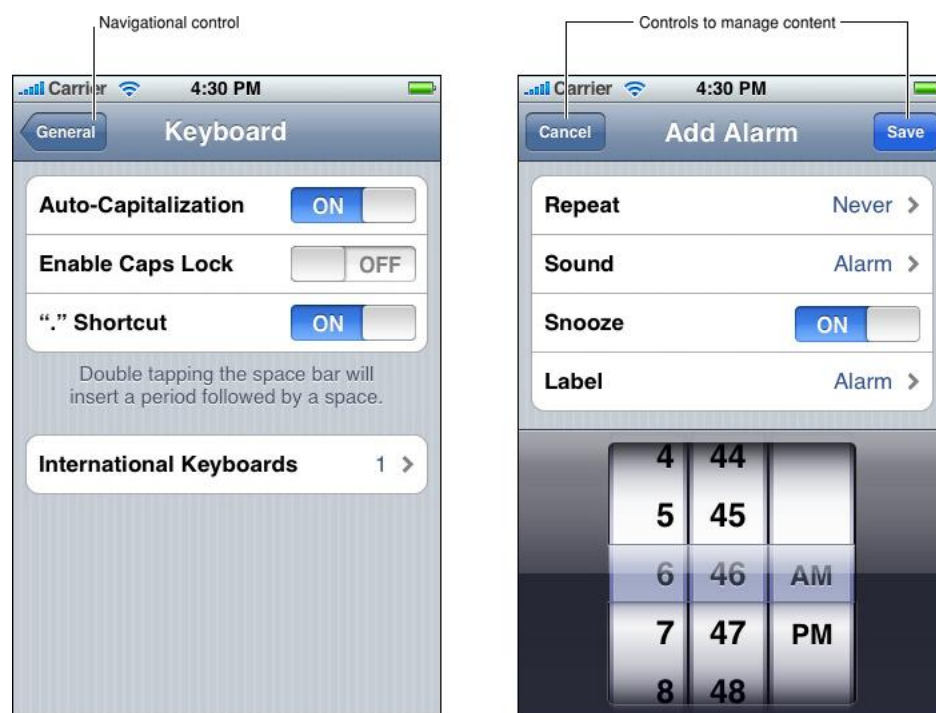 Navigational control
Carrier 4:30 PM
General Keyboard
Auto-Capitalization ON
Enable Caps Lock OFF
“.” Shortcut ON
Double tapping the space bar will
insert a period followed by a space.
International Keyboards 1
Controls to manage content
Carrier 4:30 PM
Cancel Add Alarm Save
Repeat Never
Sound Alarm
Snooze ON
Label Alarm
4 44
5 45
6 46 AM
7 47 PM
8 48